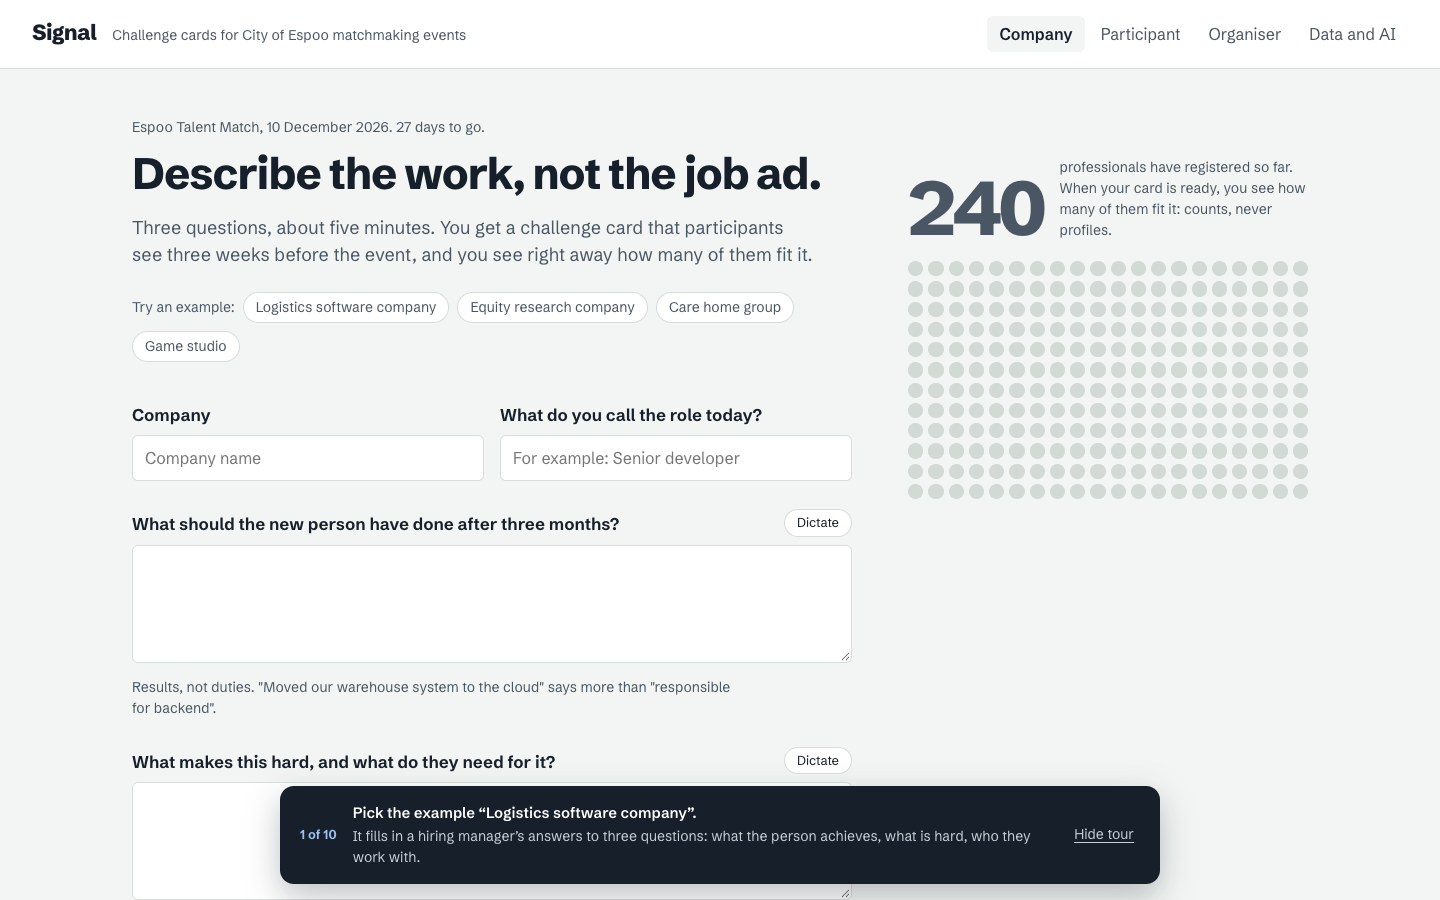 Signal
Challenge cards for City of Espoo matchmaking events
Company
Participant
Organiser
Data and AI
Espoo Talent Match, 10 December 2026. 27 days to go.
Describe the work, not the job ad.
Three questions, about five minutes. You get a challenge card that participants
see three weeks before the event, and you see right away how many of them fit it.
Try an example:
Logistics software company
Equity research company
Care home group
Game studio
240
professionals have registered so far.
When your card is ready, you see how
many of them fit it: counts, never
profiles.
Company
Company name
What do you call the role today?
For example: Senior developer
What should the new person have done after three months?
Dictate
Results, not duties. "Moved our warehouse system to the cloud" says more than "responsible
for backend".
What makes this hard, and what do they need for it?
Dictate
1 of 10
Pick the example “Logistics software company”.
It fills in a hiring manager’s answers to three questions: what the person achieves, what is hard, who they
work with.
Hide tour